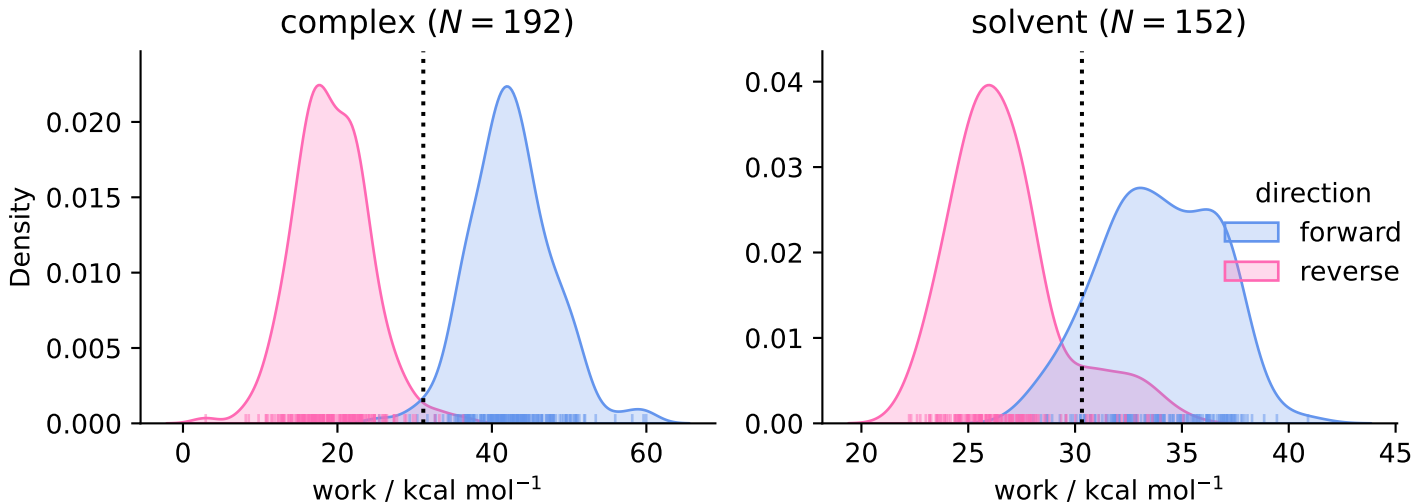 complex (N = 192)
0.020
0.015
0.010
0.005
0.000
Density
0
20
40
60
work / kcal mol⁻¹
solvent (N = 152)
0.04
0.03
0.02
0.01
0.00
20
25
30
35
40
45
work / kcal mol⁻¹
direction
forward
reverse